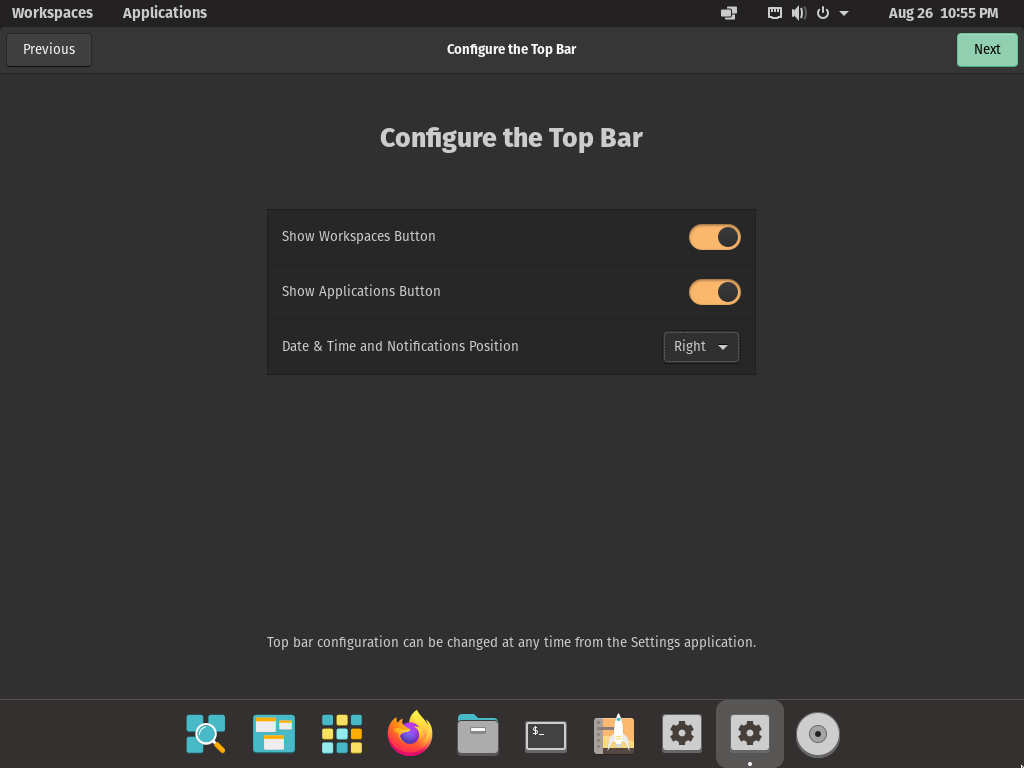 Workspaces Applications Aug 26 10:55 PM
Previous Configure the Top Bar Next
Configure the Top Bar
Show Workspaces Button
Show Applications Button
Date & Time and Notifications Position Right
Top bar configuration can be changed at any time from the Settings application.
$_